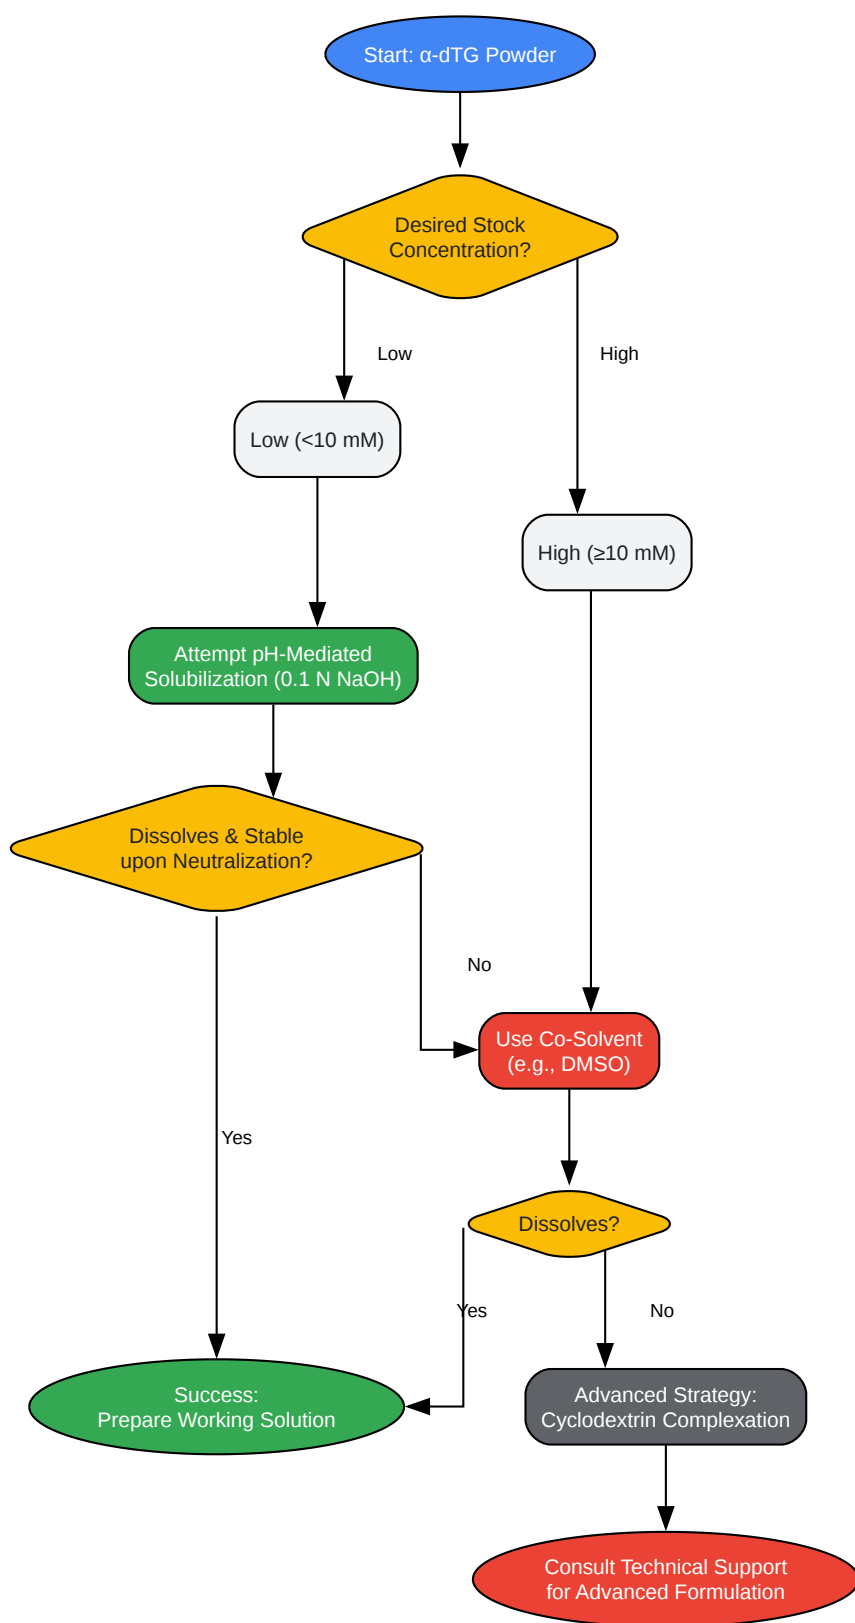 Start: α-dTG Powder
Desired Stock
Concentration?
Low
High
Low (<10 mM)
High (≥10 mM)
Attempt pH-Mediated
Solubilization (0.1 N NaOH)
Dissolves & Stable
upon Neutralization?
No
Use Co-Solvent
(e.g., DMSO)
Yes
Dissolves?
Yes
No
Success:
Prepare Working Solution
Advanced Strategy:
Cyclodextrin Complexation
Consult Technical Support
for Advanced Formulation